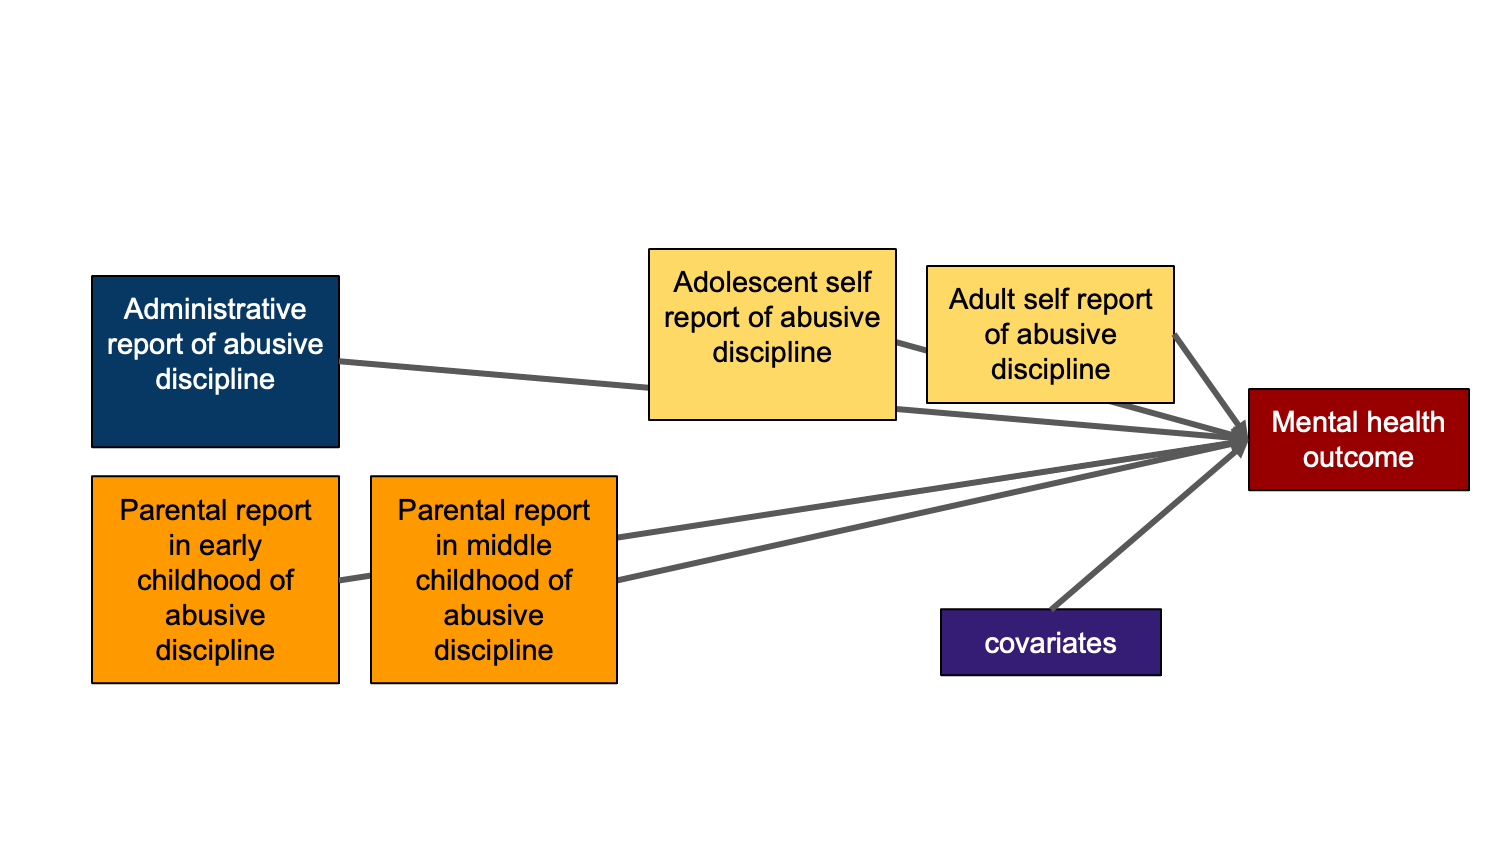 Administrative
report of abusive
discipline
Adolescent self
report of abusive
discipline
Adult self report
of abusive
discipline
Mental health
outcome
Parental report
in early
childhood of
abusive
discipline
Parental report
in middle
childhood of
abusive
discipline
covariates